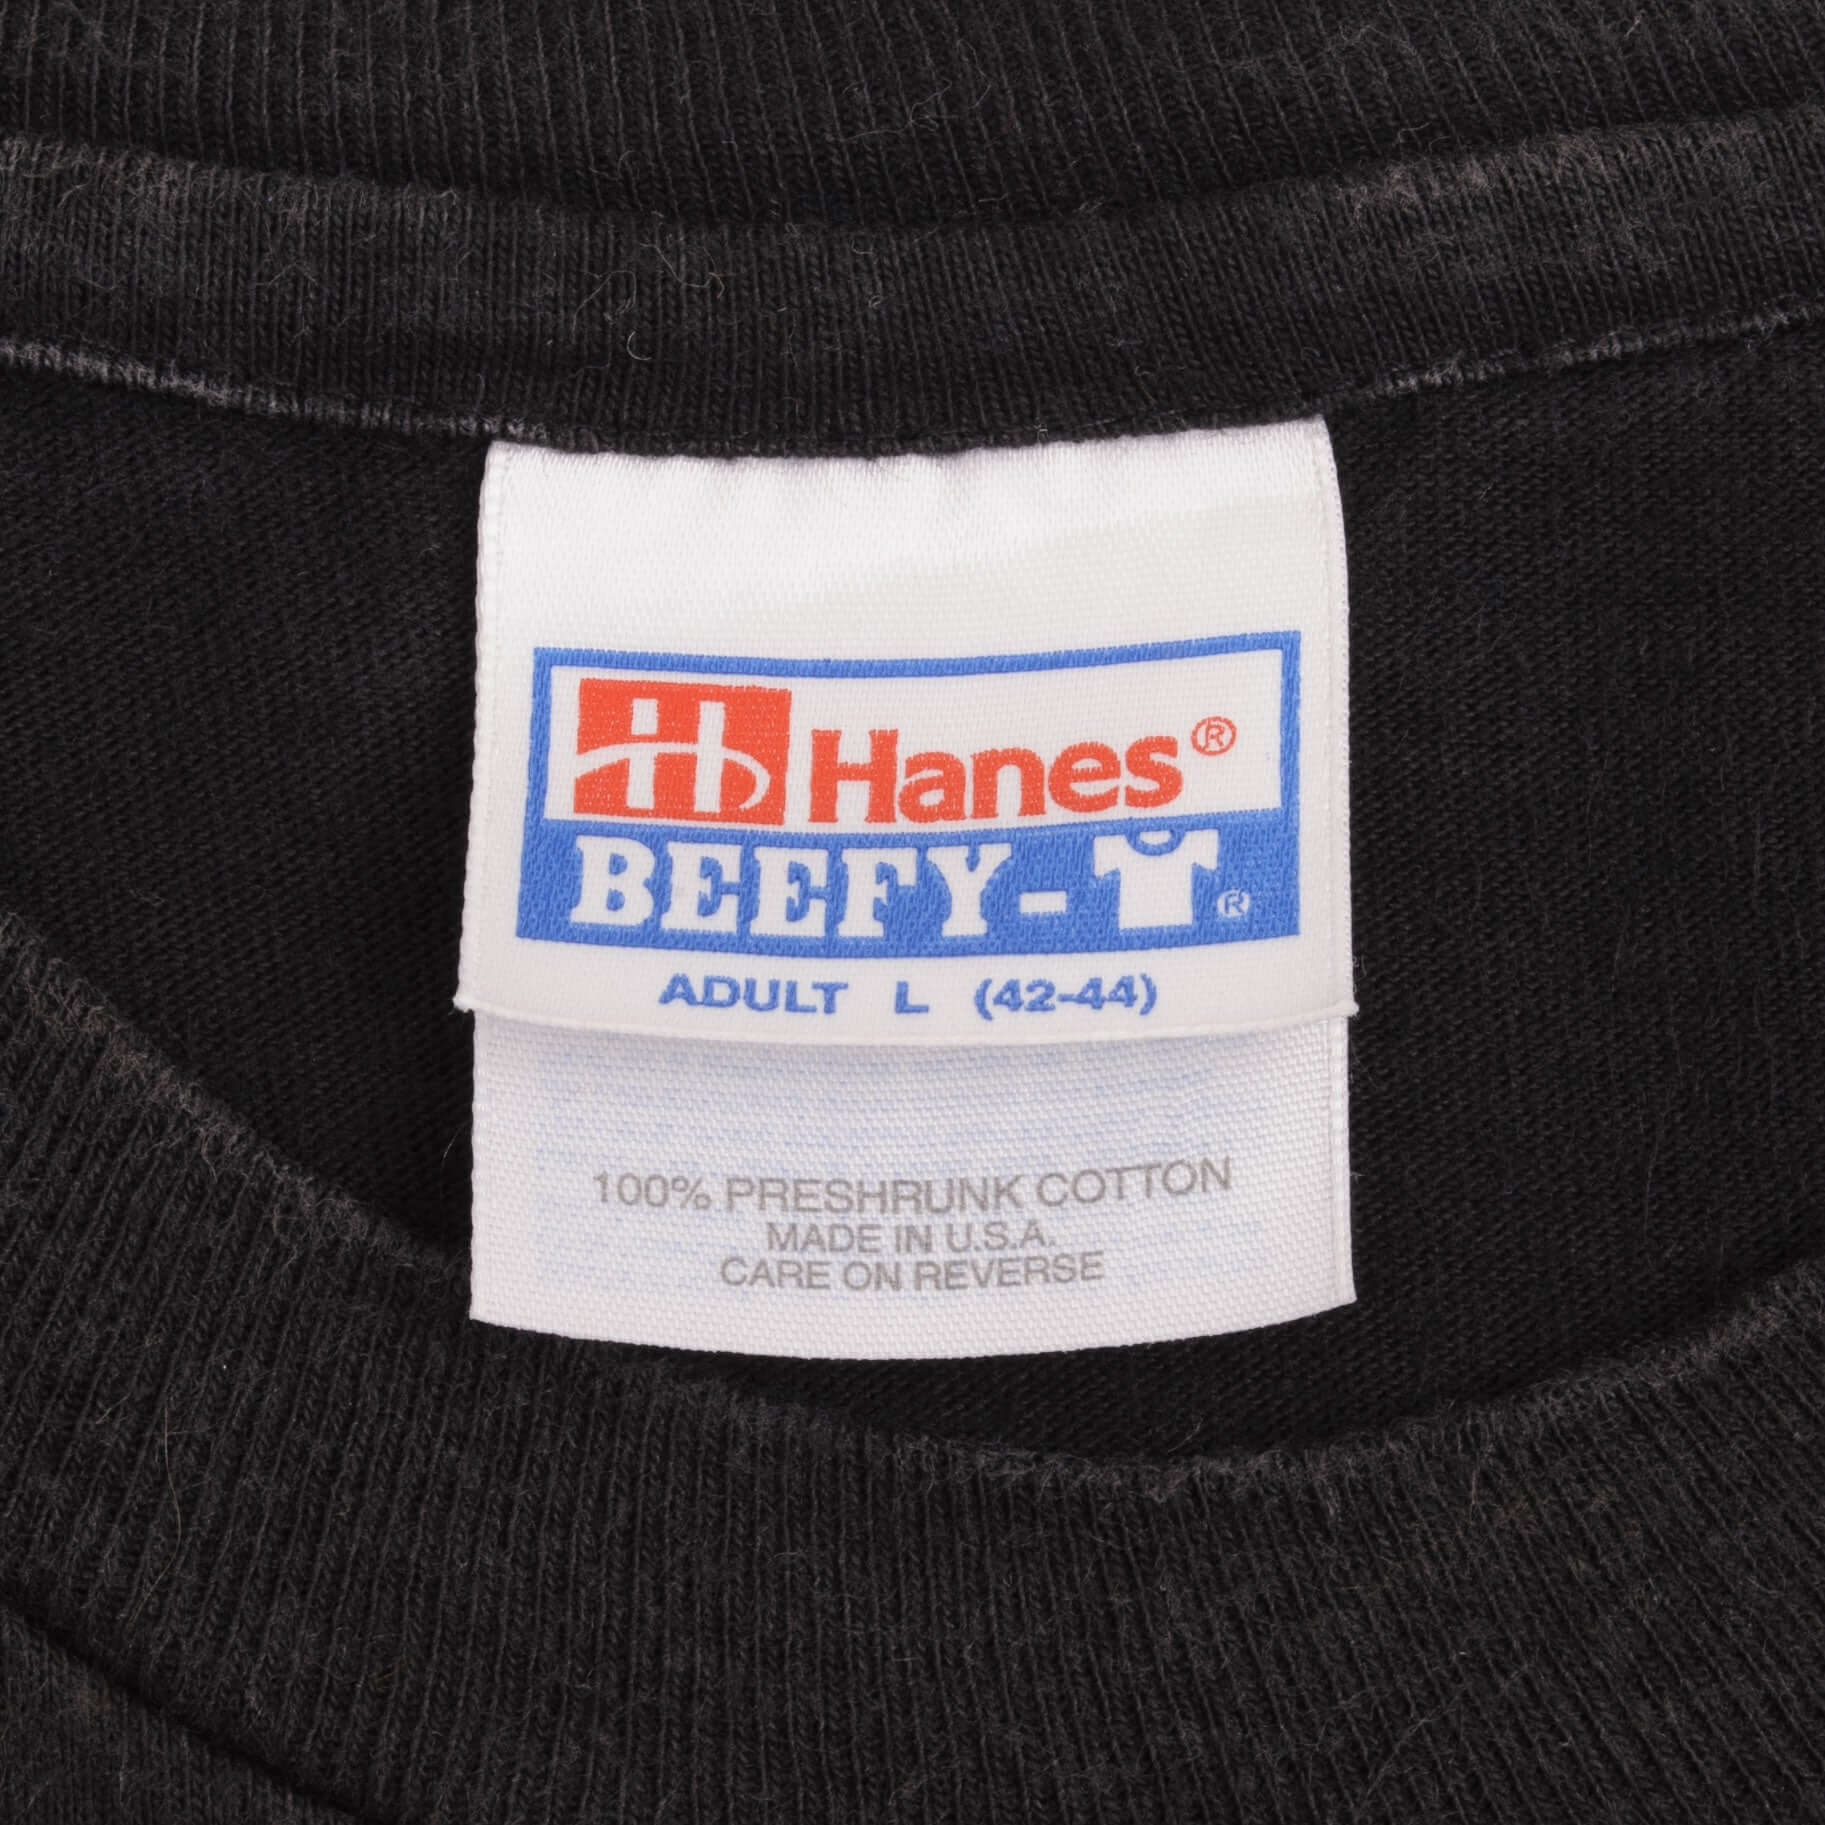 H Hanes®
BEEFY-T®
ADULT L (42-44)
100% PRESHRUNK COTTON
MADE IN U.S.A.
CARE ON REVERSE